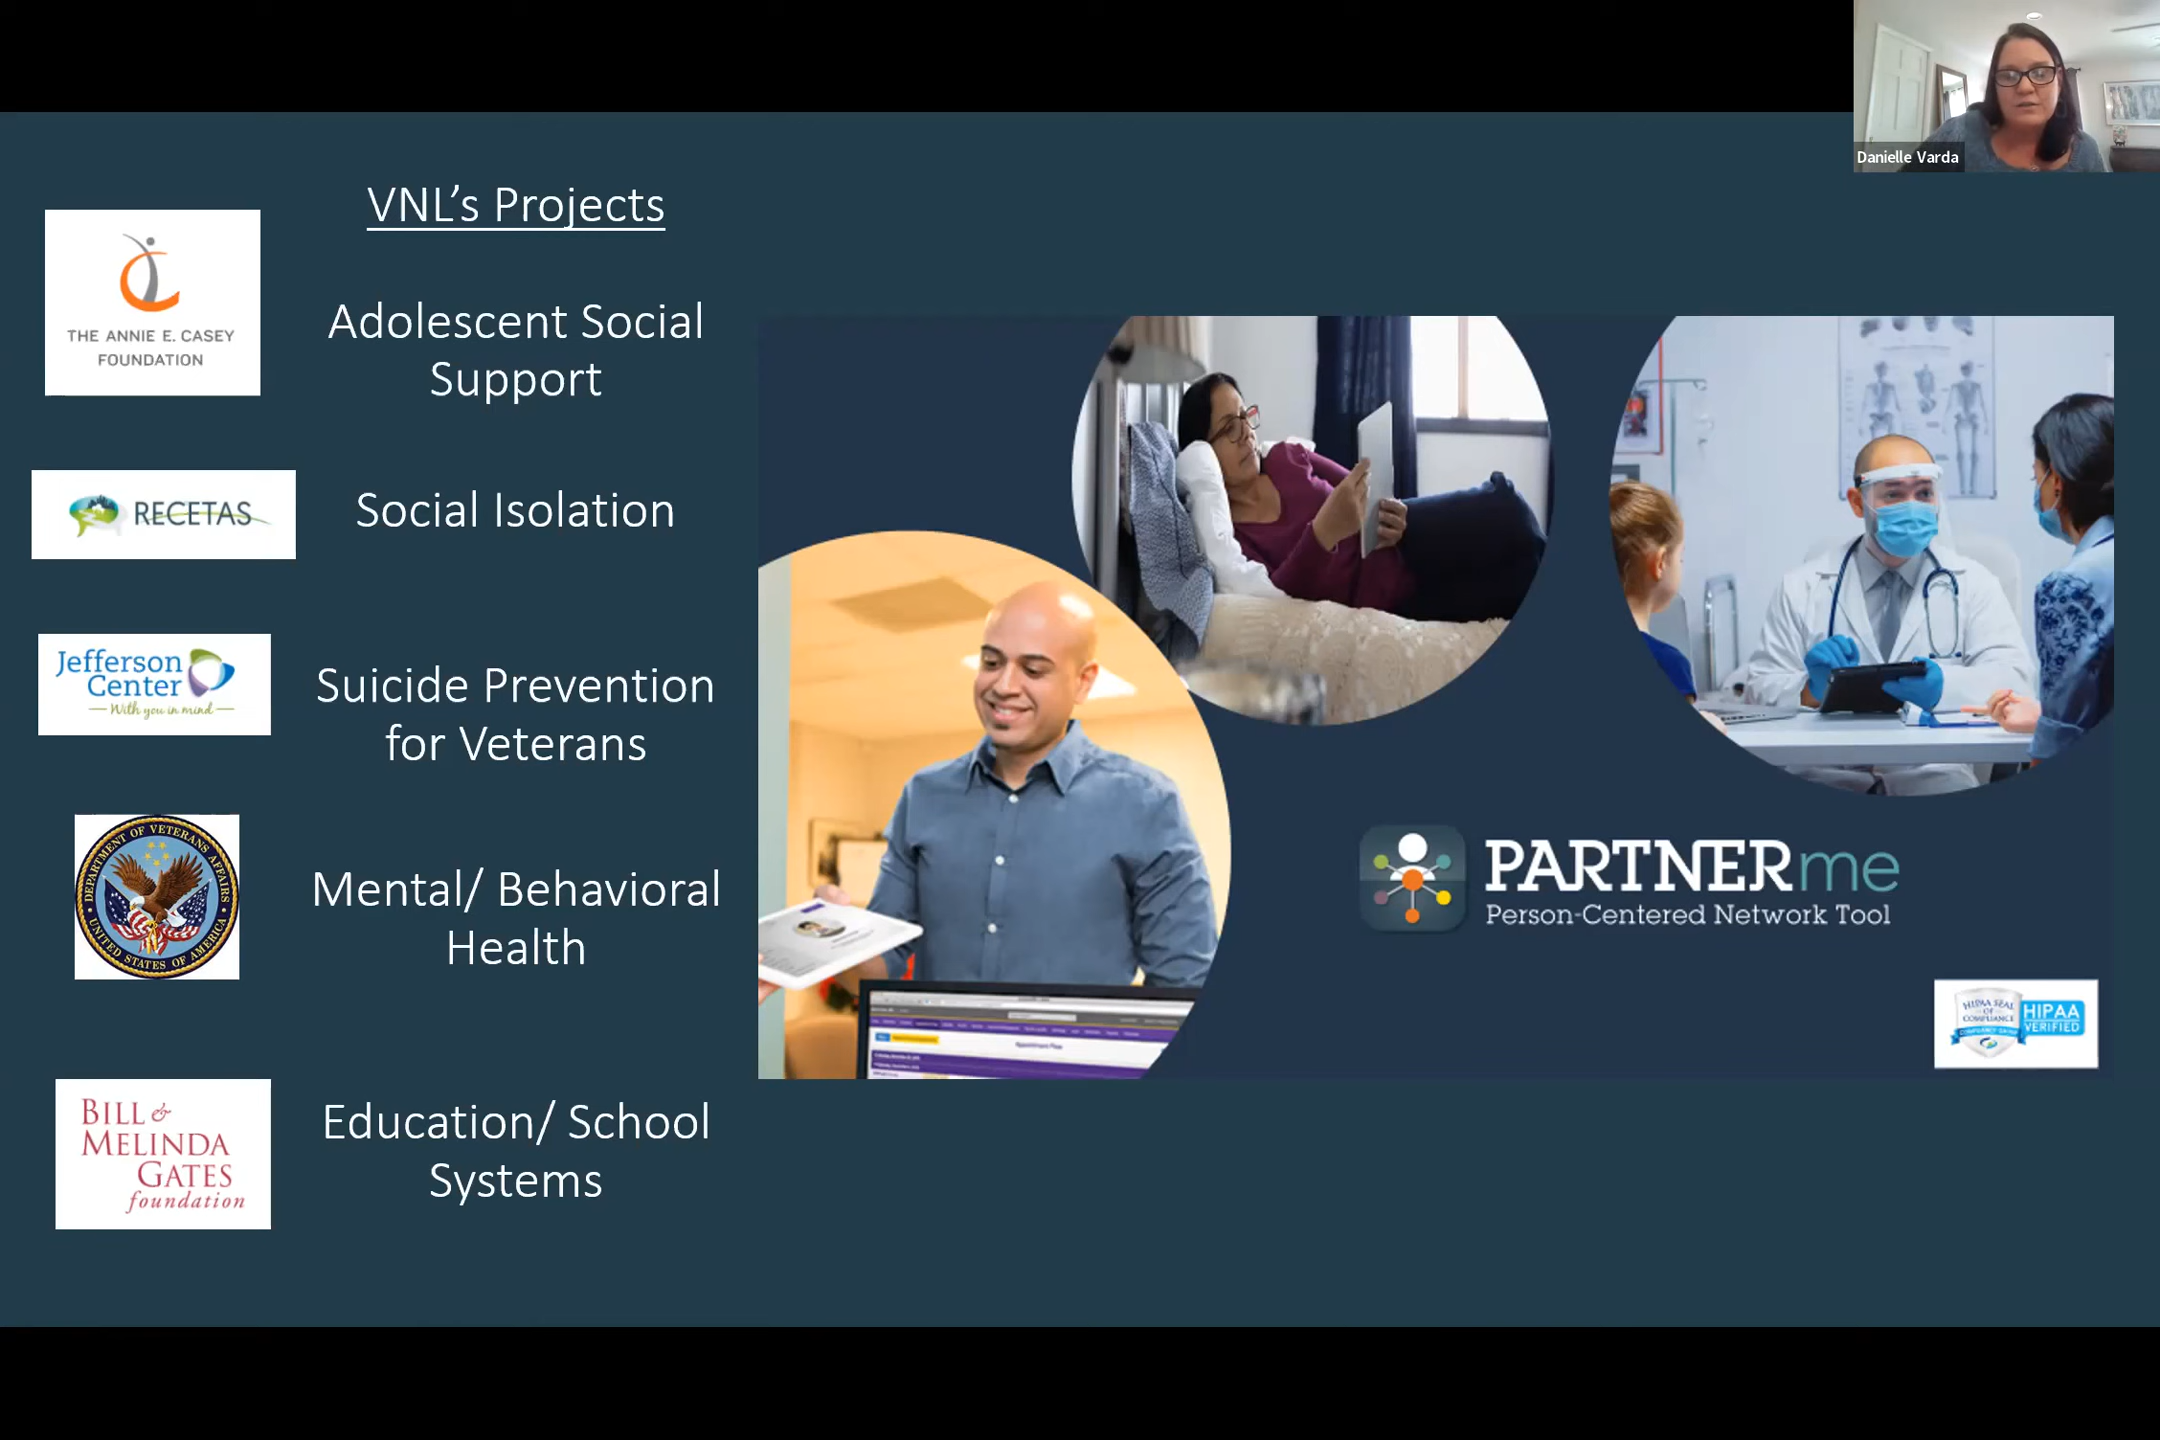 Danielle Varda
VNL's Projects
THE ANNIE E. CASEY
FOUNDATION
Adolescent Social
Support
RECETAS
Social Isolation
Jefferson
Center
With you in mind
Suicide Prevention
for Veterans
DEPARTMENT OF VETERANS AFFAIRS
UNITED STATES OF AMERICA
Mental/ Behavioral
Health
BILL &
MELINDA
GATES
foundation
Education/ School
Systems
PARTNERme
Person-Centered Network Tool
HIPAA SEAL
OF
COMPLIANCE
HIPAA
VERIFIED